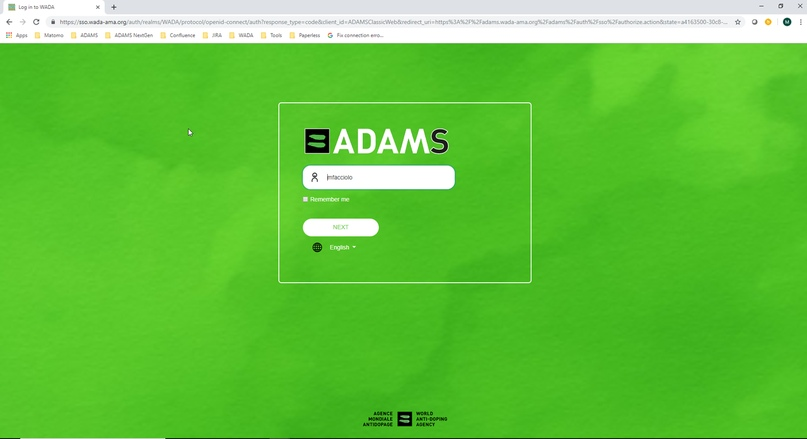 Log in to WADA
https://sso.wada-ama.org/auth/realms/WADA/protocol/openid-connect/auth?response_type=code&client_id=ADAMSClassicWeb&redirect_uri=https%3A%2F%2Fadams.wada-ama.org%2Fadams%2Fauth%2Fsso%2Fauthorize.action&state=a4163500-30c6-...
M
Apps Matomo ADAMS ADAMS NextGen Confluence JIRA WADA Tools Paperless Fix connection erro...
ADAMS
mfacciolo
Remember me
NEXT
English
AGENCE
MONDIALE
ANTIDOPAGE
WORLD
ANTI-DOPING
AGENCY